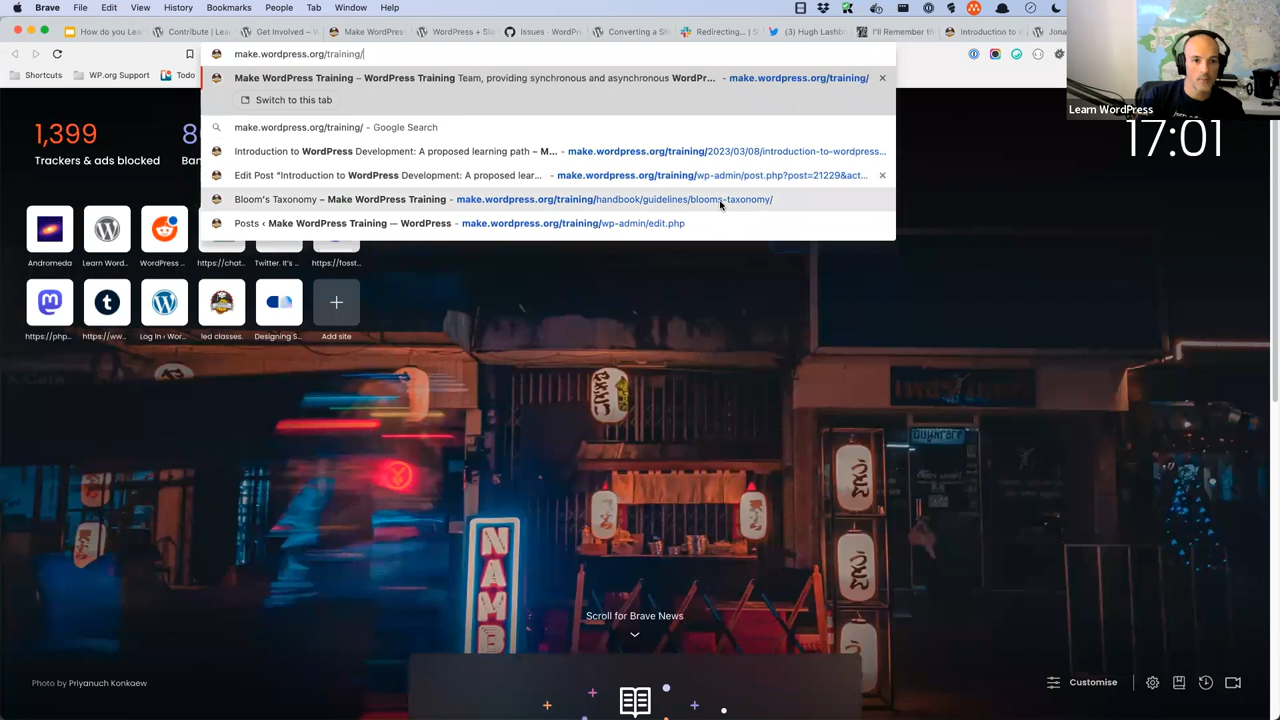 Brave File Edit View History Bookmarks People Tab Window Help
How do you Lea Contribute | Lea Get Involved – W Make WordPress WordPress + Sl Issues · WordPr Converting a Sh Redirecting... | S (3) Hugh Lashb I'll Remember th Introduction to W
make.wordpress.org/training/
Shortcuts WP.org Support Todo
Make WordPress Training – WordPress Training Team, providing synchronous and asynchronous WordPr... - make.wordpress.org/training/
Switch to this tab
make.wordpress.org/training/ - Google Search
Introduction to WordPress Development: A proposed learning path – M... - make.wordpress.org/training/2023/03/08/introduction-to-wordpress...
Edit Post "Introduction to WordPress Development: A proposed lear... - make.wordpress.org/training/wp-admin/post.php?post=21229&act...
Bloom's Taxonomy – Make WordPress Training - make.wordpress.org/training/handbook/guidelines/blooms-taxonomy/
Posts ‹ Make WordPress Training — WordPress - make.wordpress.org/training/wp-admin/edit.php
Learn WordPress
1,399
Trackers & ads blocked
17:01
Andromeda Learn Word... WordPress ... https://chat... Twitter. It's ... https://fosst...
https://php... https://ww... Log In ‹ Wor... led classes. Designing S... Add site
NAMB
Scroll for Brave News
Photo by Priyanuch Konkaew
Customise